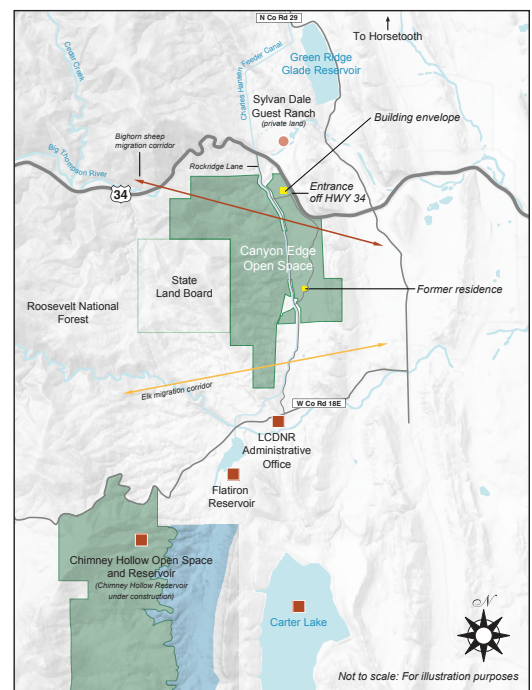 N Co Rd 29
To Horsetooth
Cedar Creek
Feeder Canal
Charles Hansen
Green Ridge
Glade Reservoir
Sylvan Dale
Guest Ranch
(private land)
Building envelope
Bighorn sheep
migration corridor
Big Thompson River
Rockridge Lane
34
Entrance
off HWY 34
Canyon Edge
Open Space
State
Land Board
Former residence
Roosevelt National
Forest
Elk migration corridor
W Co Rd 18E
LCDNR
Administrative
Office
Flatiron
Reservoir
Chimney Hollow Open Space
and Reservoir
(Chimney Hollow Reservoir
under construction)
Carter Lake
N
Not to scale: For illustration purposes